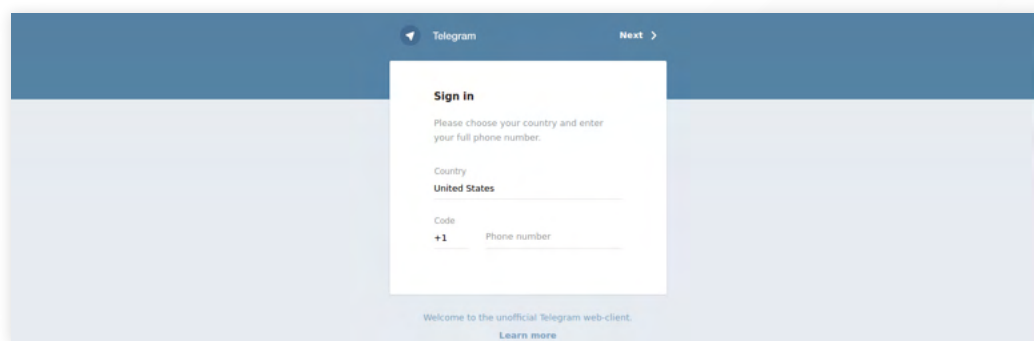 Telegram
Next
Sign in
Please choose your country and enter
your full phone number.
Country
United States
Code
+1
Phone number
Welcome to the unofficial Telegram web-client.
Learn more